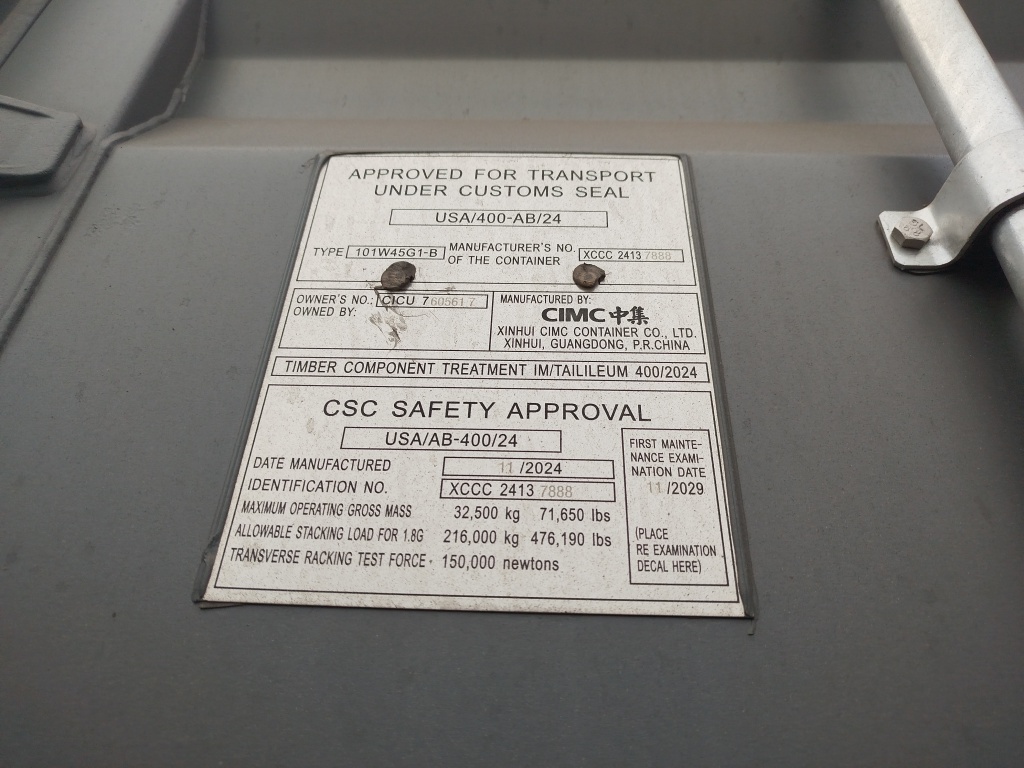 APPROVED FOR TRANSPORT
UNDER CUSTOMS SEAL
USA/400-AB/24
TYPE 101W45G1-B MANUFACTURER'S NO. OF THE CONTAINER XCCC 2413 7888
OWNER'S NO.: CICU 760561 7
OWNED BY:
MANUFACTURED BY:
CIMC 中集
XINHUI CIMC CONTAINER CO., LTD.
XINHUI, GUANGDONG, P.R.CHINA
TIMBER COMPONENT TREATMENT IM/TAILILEUM 400/2024
CSC SAFETY APPROVAL
USA/AB-400/24
DATE MANUFACTURED 11 /2024
IDENTIFICATION NO. XCCC 2413 7888
MAXIMUM OPERATING GROSS MASS 32,500 kg 71,650 lbs
ALLOWABLE STACKING LOAD FOR 1.8G 216,000 kg 476,190 lbs
TRANSVERSE RACKING TEST FORCE· 150,000 newtons
FIRST MAINTE-
NANCE EXAMI-
NATION DATE
11 /2029
(PLACE
RE EXAMINATION
DECAL HERE)